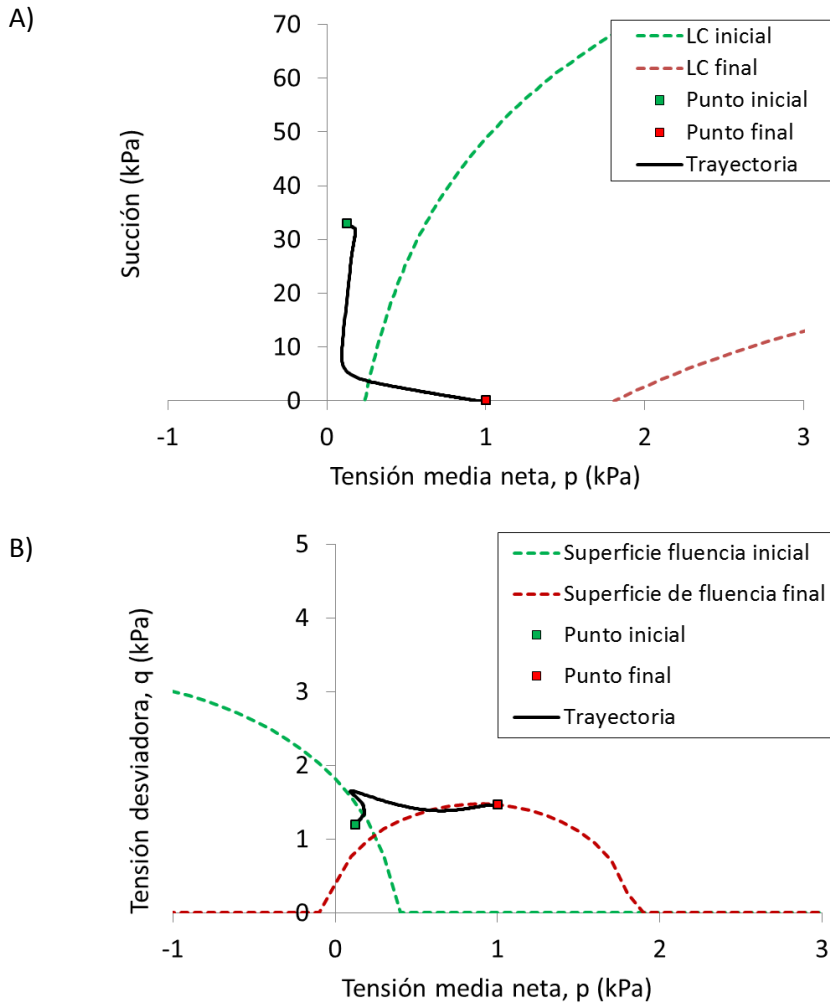 A)
70
60
50
40
30
20
10
0
-1
0
1
2
3
Succión (kPa)
Tensión media neta, p (kPa)
LC inicial
LC final
Punto inicial
Punto final
Trayectoria
B)
5
4
3
2
1
0
-1
0
1
2
3
Tensión desviadora, q (kPa)
Tensión media neta, p (kPa)
Superficie fluencia inicial
Superficie de fluencia final
Punto inicial
Punto final
Trayectoria